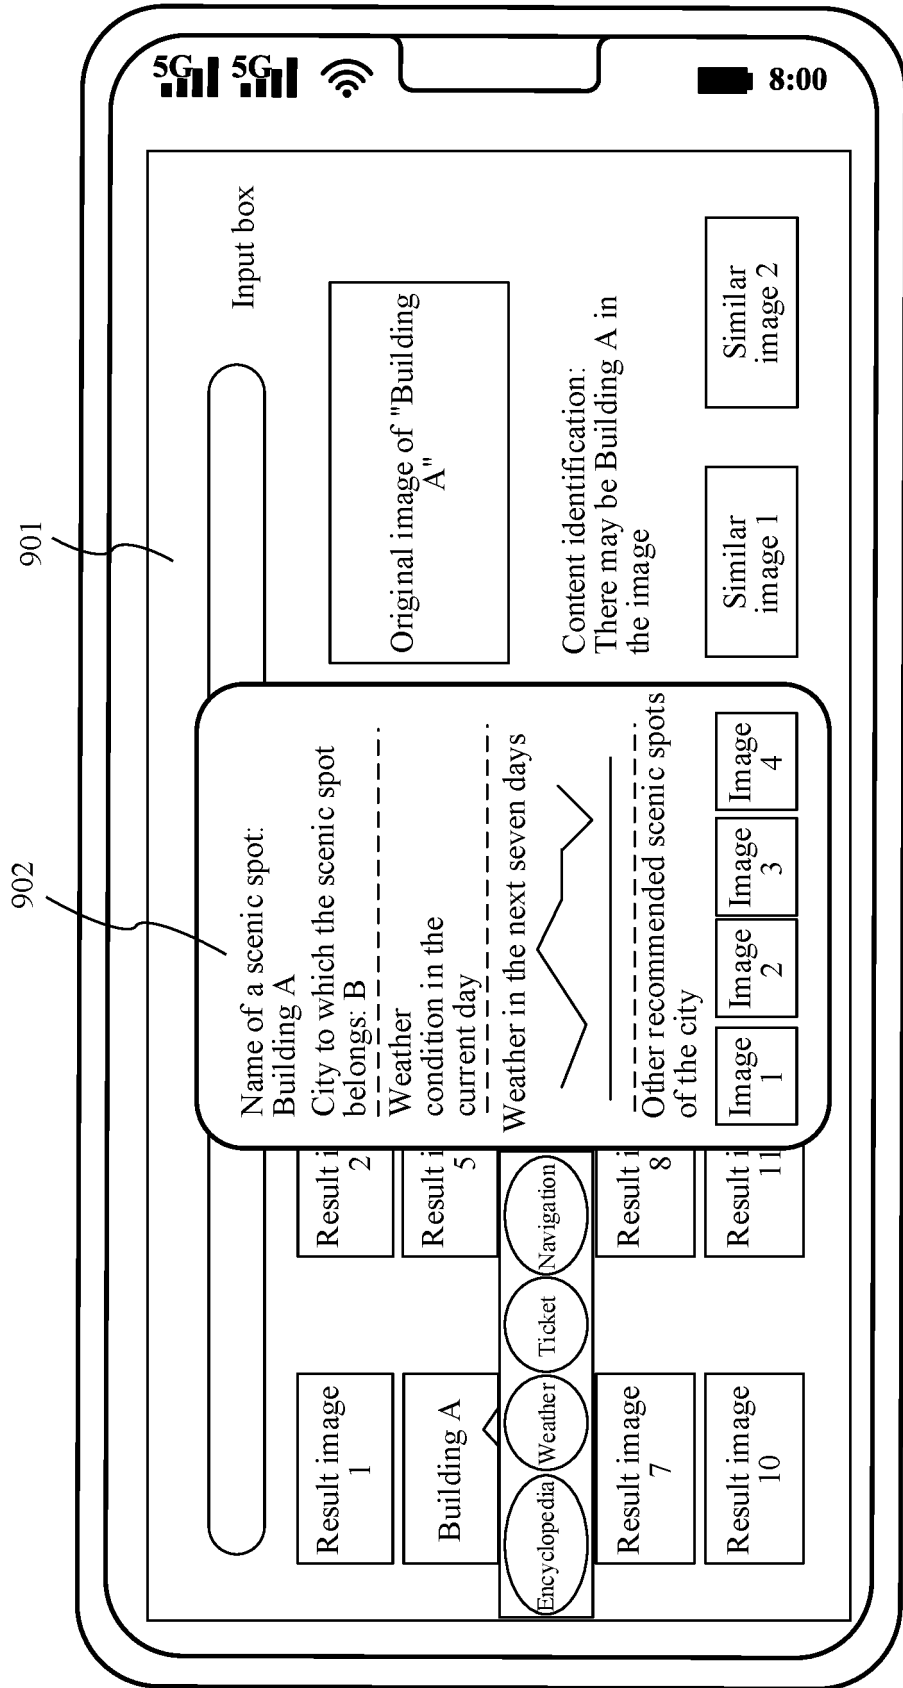 901
902
5G
5G
8:00
Input box
Result image
1
Result i
2
Building A
Result i
5
Encyclopedia
Weather
Ticket
Navigation
Result image
7
Result i
8
Result image
10
Result i
11
Name of a scenic spot:
Building A
City to which the scenic spot
belongs: B
Weather
condition in the
current day
Weather in the next seven days
Other recommended scenic spots
of the city
Image
1
Image
2
Image
3
Image
4
Original image of "Building
A"
Content identification:
There may be Building A in
the image
Similar
image 1
Similar
image 2